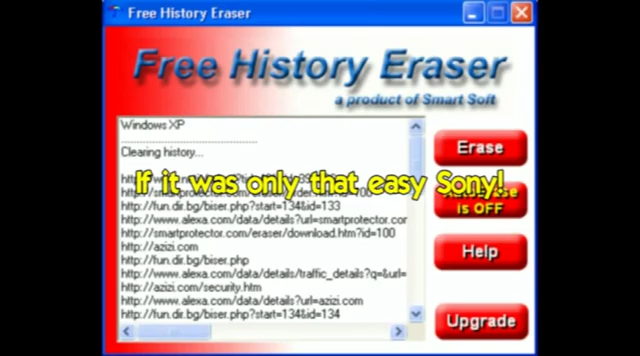 Free History Eraser
Free History Eraser
a product of Smart Soft
Windows XP
Clearing history...
Erase
If it was only that easy Sony!
http://fun.dir.bg/biser.php?start=134&id=133
is OFF
http://www.alexa.com/data/details?url=smartprotector.cor
http://smartprotector.com/eraser/download.htm?id=100
http://azizi.com
Help
http://fun.dir.bg/biser.php
http://www.alexa.com/data/details/traffic_details?q=&url=
http://azizi.com/security.htm
http://www.alexa.com/data/details?url=azizi.com
http://fun.dir.bg/biser.php?start=134&id=134
Upgrade